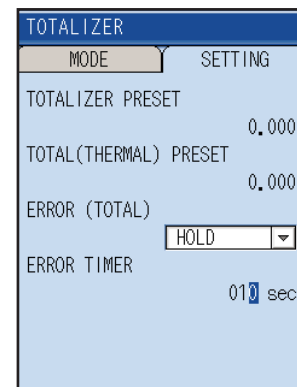 TOTALIZER
MODE SETTING
TOTALIZER PRESET
0.000
TOTAL(THERMAL) PRESET
0.000
ERROR (TOTAL)
HOLD
ERROR TIMER
010 sec